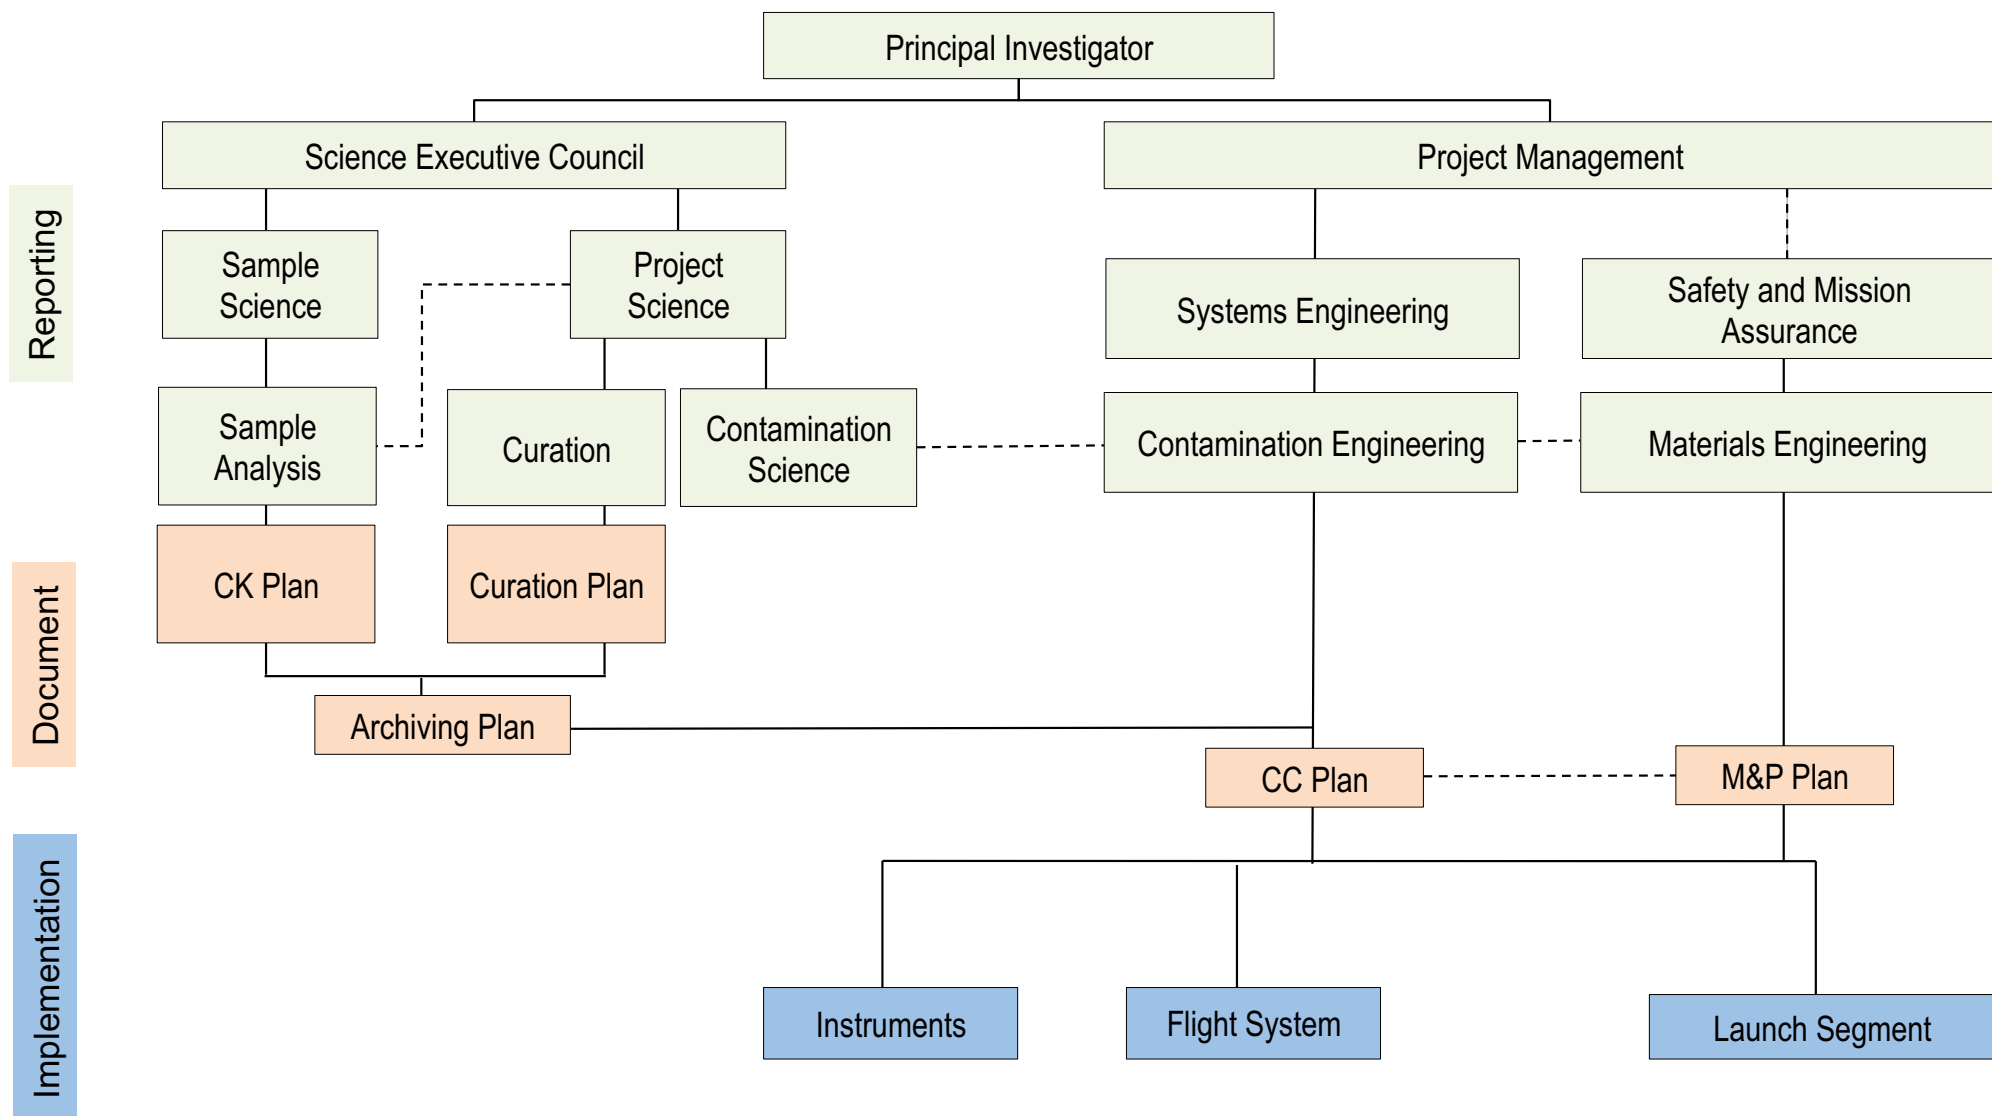 Principal Investigator
Science Executive Council
Project Management
Reporting
Sample
Science
Project
Science
Systems Engineering
Safety and Mission
Assurance
Sample
Analysis
Curation
Contamination
Science
Contamination Engineering
Materials Engineering
Document
CK Plan
Curation Plan
Archiving Plan
CC Plan
M&P Plan
Implementation
Instruments
Flight System
Launch Segment